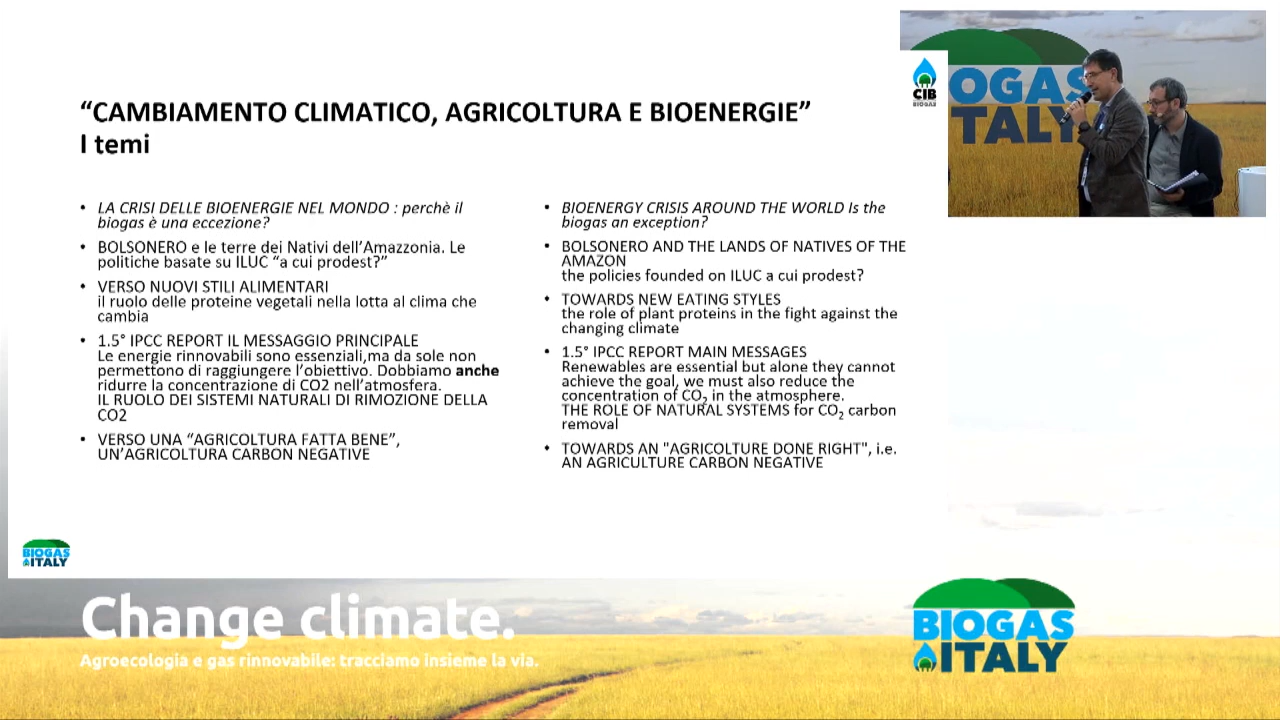 “CAMBIAMENTO CLIMATICO, AGRICOLTURA E BIOENERGIE”
I temi
• LA CRISI DELLE BIOENERGIE NEL MONDO : perchè il
biogas è una eccezione?
• BOLSONERO e le terre dei Nativi dell’Amazzonia. Le
politiche basate su ILUC “a cui prodest?”
• VERSO NUOVI STILI ALIMENTARI
il ruolo delle proteine vegetali nella lotta al clima che
cambia
• 1.5° IPCC REPORT IL MESSAGGIO PRINCIPALE
Le energie rinnovabili sono essenziali,ma da sole non
permettono di raggiungere l’obiettivo. Dobbiamo anche
ridurre la concentrazione di CO2 nell’atmosfera.
IL RUOLO DEI SISTEMI NATURALI DI RIMOZIONE DELLA
CO2
• VERSO UNA “AGRICOLTURA FATTA BENE”,
UN’AGRICOLTURA CARBON NEGATIVE
• BIOENERGY CRISIS AROUND THE WORLD Is the
biogas an exception?
• BOLSONERO AND THE LANDS OF NATIVES OF THE
AMAZON
the policies founded on ILUC a cui prodest?
• TOWARDS NEW EATING STYLES
the role of plant proteins in the fight against the
changing climate
• 1.5° IPCC REPORT MAIN MESSAGES
Renewables are essential but alone they cannot
achieve the goal, we must also reduce the
concentration of CO₂ in the atmosphere.
THE ROLE OF NATURAL SYSTEMS for CO₂ carbon
removal
• TOWARDS AN "AGRICOLTURE DONE RIGHT", i.e.
AN AGRICULTURE CARBON NEGATIVE
BIOGAS
ITALY
CIB
BIOGAS
OGAS
TALY
Change climate.
Agroecologia e gas rinnovabile: tracciamo insieme la via.
BIOGAS
ITALY